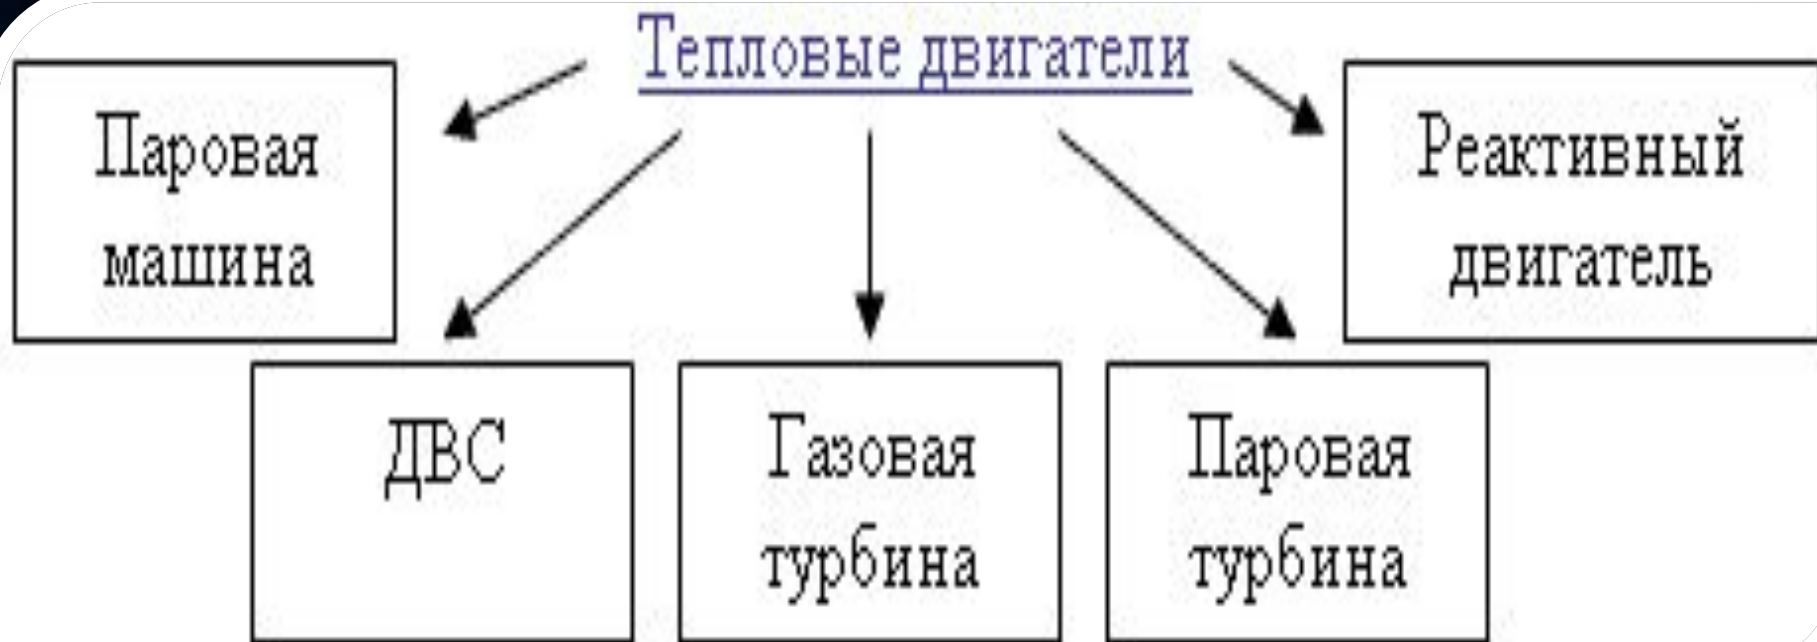 Тепловые двигатели
Паровая
машина
Реактивный
двигатель
ДВС
Газовая
турбина
Паровая
турбина